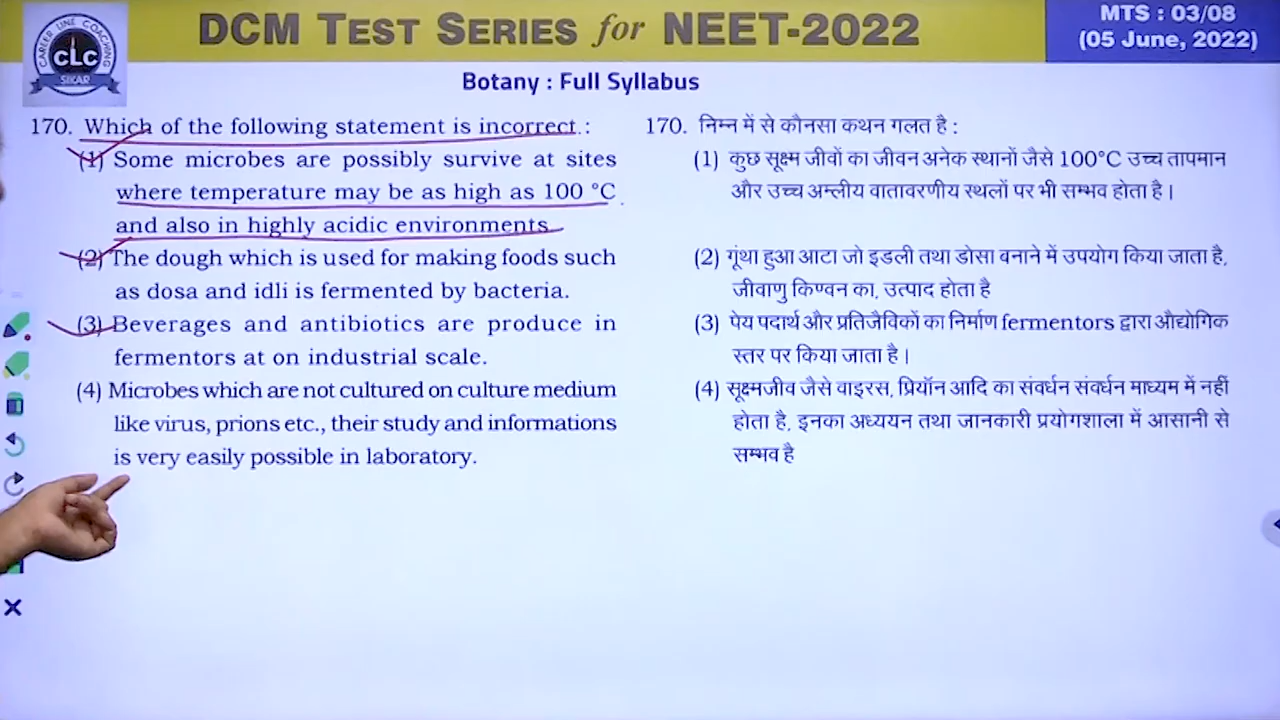 DCM TEST SERIES for NEET-2022
MTS : 03/08
(05 June, 2022)
CAREER LINE COACHING
CLC
SIKAR
Botany : Full Syllabus
170. Which of the following statement is incorrect :
(1) Some microbes are possibly survive at sites
where temperature may be as high as 100 °C
and also in highly acidic environments.
(2) The dough which is used for making foods such
as dosa and idli is fermented by bacteria.
(3) Beverages and antibiotics are produce in
fermentors at on industrial scale.
(4) Microbes which are not cultured on culture medium
like virus, prions etc., their study and informations
is very easily possible in laboratory.
170. निम्न में से कौनसा कथन गलत है :
(1) कुछ सूक्ष्म जीवों का जीवन अनेक स्थानों जैसे 100°C उच्च तापमान
और उच्च अम्लीय वातावरणीय स्थलों पर भी सम्भव होता है।
(2) गूंथा हुआ आटा जो इडली तथा डोसा बनाने में उपयोग किया जाता है,
जीवाणु किण्वन का, उत्पाद होता है
(3) पेय पदार्थ और प्रतिजैविकों का निर्माण fermentors द्वारा औद्योगिक
स्तर पर किया जाता है।
(4) सूक्ष्मजीव जैसे वाइरस, प्रियॉन आदि का संवर्धन संवर्धन माध्यम में नहीं
होता है, इनका अध्ययन तथा जानकारी प्रयोगशाला में आसानी से
सम्भव है